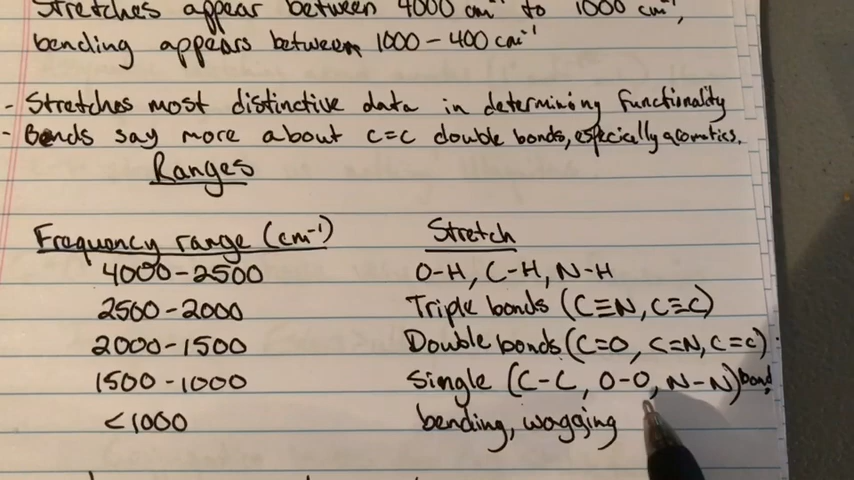 Stretches appear between 4000 cm⁻¹ to 1000 cm⁻¹,
bending appears between 1000-400 cm⁻¹
- Stretches most distinctive data in determining functionality
- Bends say more about C=C double bonds, especially aromatics.
Ranges
Frequency range (cm⁻¹) Stretch
4000-2500 O-H, C-H, N-H
2500-2000 Triple bonds (C≡N, C≡C)
2000-1500 Double bonds (C=O, C=N, C=C)
1500-1000 Single (C-C, O-O, N-N) bond
<1000 bending, wagging